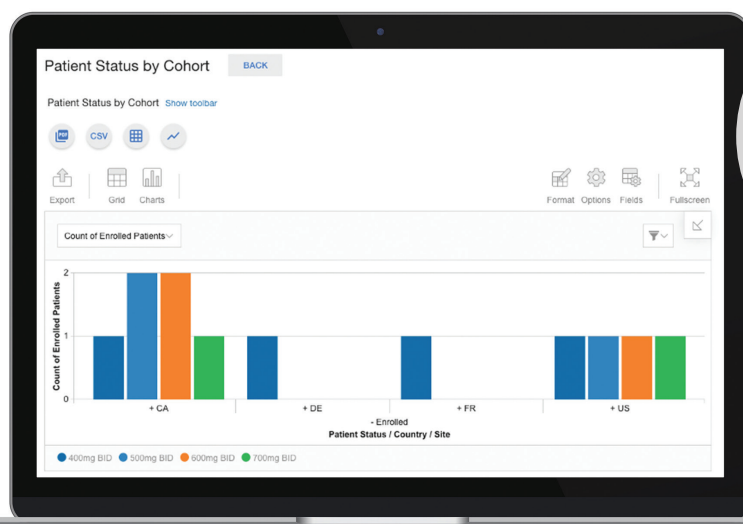 Patient Status by Cohort BACK
Patient Status by Cohort Show toolbar
PDF CSV
Export Grid Charts Format Options Fields Fullscreen
Count of Enrolled Patients
2
1
0
Count of Enrolled Patients
+ CA + DE + FR + US
- Enrolled
Patient Status / Country / Site
400mg BID 500mg BID 600mg BID 700mg BID